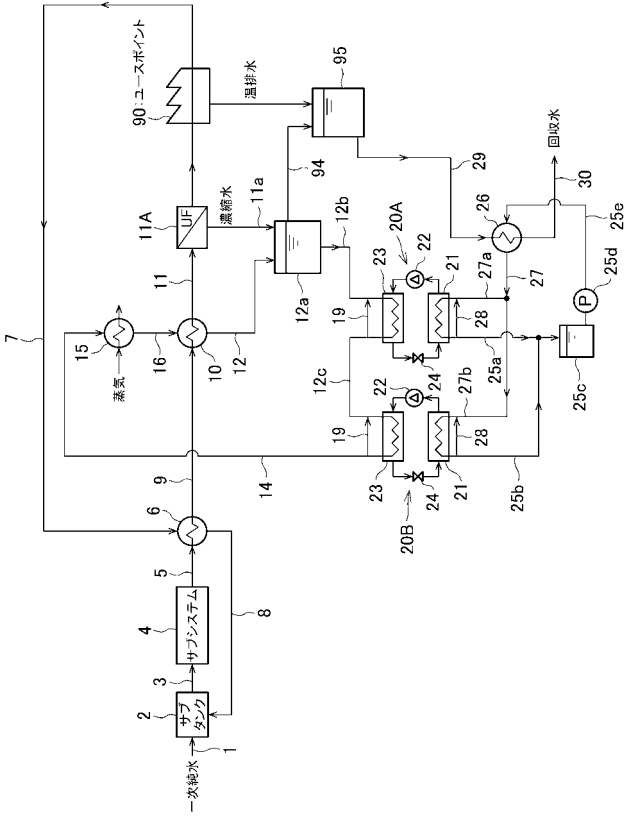 一次純水
1
2
サブ
タンク
3
4
サブシステム
5
6
7
8
9
10
11
11A
UF
濃縮水
11a
12
12a
12b
12c
14
蒸気
15
16
90:ユースポイント
温排水
94
95
19
19
20A
20B
21
21
22
22
23
23
24
24
25a
25b
25c
25d
P
25e
26
27
27a
27b
28
28
29
30
回収水